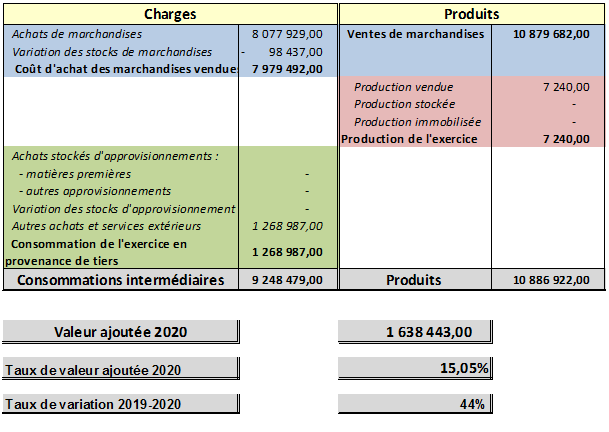 Charges Produits
Achats de marchandises 8 077 929,00 Ventes de marchandises 10 879 682,00
Variation des stocks de marchandises - 98 437,00
Coût d'achat des marchandises vendue 7 979 492,00
Production vendue 7 240,00
Production stockée -
Production immobilisée -
Production de l'exercice 7 240,00
Achats stockés d'approvisionnements :
- matières premières -
- autres approvisionnements -
Variation des stocks d'approvisionnement -
Autres achats et services extérieurs 1 268 987,00
Consommation de l'exercice en
provenance de tiers 1 268 987,00
Consommations intermédiaires 9 248 479,00 Produits 10 886 922,00
Valeur ajoutée 2020 1 638 443,00
Taux de valeur ajoutée 2020 15,05%
Taux de variation 2019-2020 44%